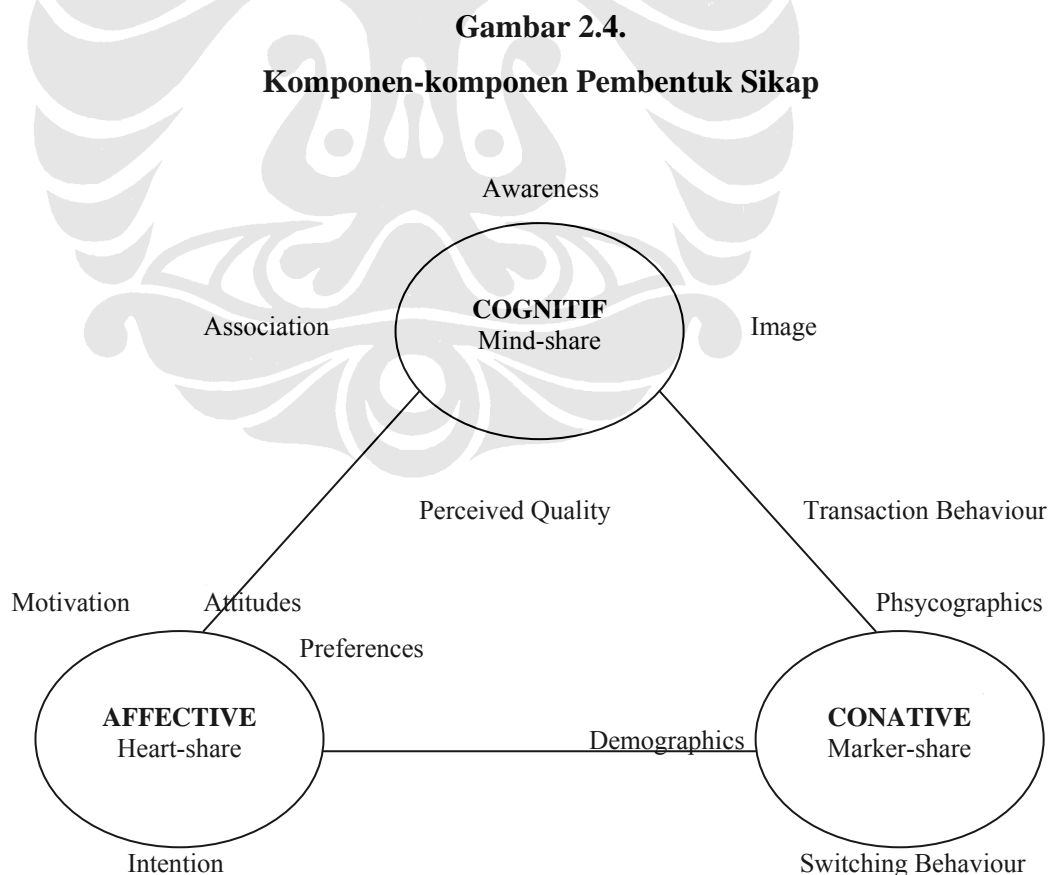 Gambar 2.4.
Komponen-komponen Pembentuk Sikap
Awareness
COGNITIF
Mind-share
Association
Image
Perceived Quality
Transaction Behaviour
Motivation
Attitudes
Phsycographics
Preferences
AFFECTIVE
Heart-share
Demographics
CONATIVE
Marker-share
Intention
Switching Behaviour